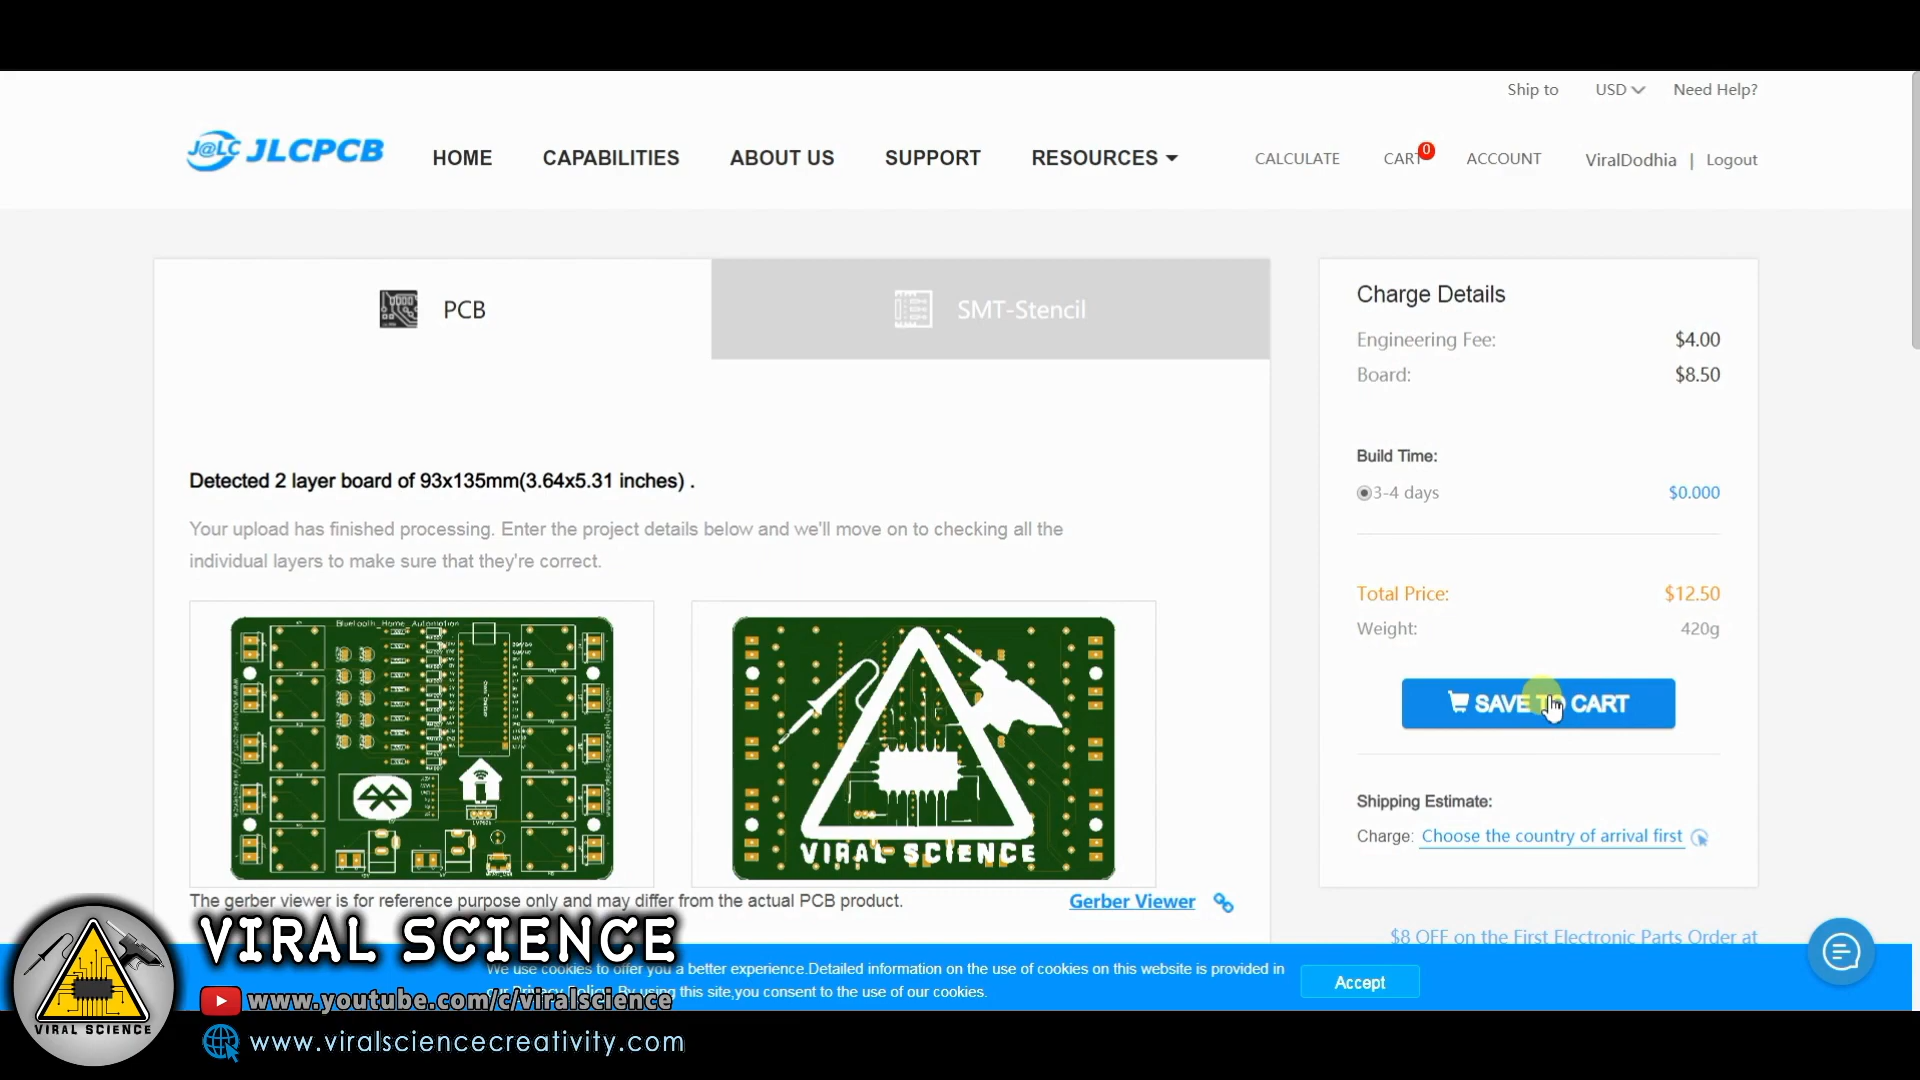 Ship to USD Need Help?
J@LC JLCPCB HOME CAPABILITIES ABOUT US SUPPORT RESOURCES CALCULATE CART 0 ACCOUNT ViralDodhia | Logout
PCB
SMT-Stencil
Charge Details
Engineering Fee: $4.00
Board: $8.50
Build Time:
3-4 days $0.000
Total Price: $12.50
Weight: 420g
SAVE TO CART
Shipping Estimate:
Charge: Choose the country of arrival first
$8 OFF on the First Electronic Parts Order at
Detected 2 layer board of 93x135mm(3.64x5.31 inches) .
Your upload has finished processing. Enter the project details below and we'll move on to checking all the
individual layers to make sure that they're correct.
Bluetooth_Home_Automation
VIRAL SCIENCE
The gerber viewer is for reference purpose only and may differ from the actual PCB product.
Gerber Viewer
We use cookies to offer you a better experience.Detailed information on the use of cookies on this website is provided in
our Privacy Policy. By using this site,you consent to the use of our cookies.
Accept
VIRAL SCIENCE
VIRAL SCIENCE
www.youtube.com/c/viralscience
www.viralsciencecreativity.com